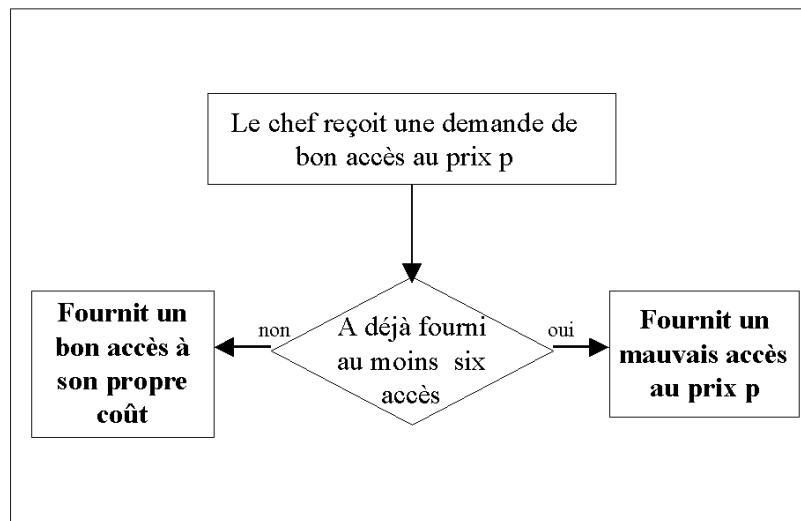 Le chef reçoit une demande de
bon accès au prix p
Fournit un
bon accès à
son propre
coût
non
A déjà fourni
au moins six
accès
oui
Fournit un
mauvais accès
au prix p